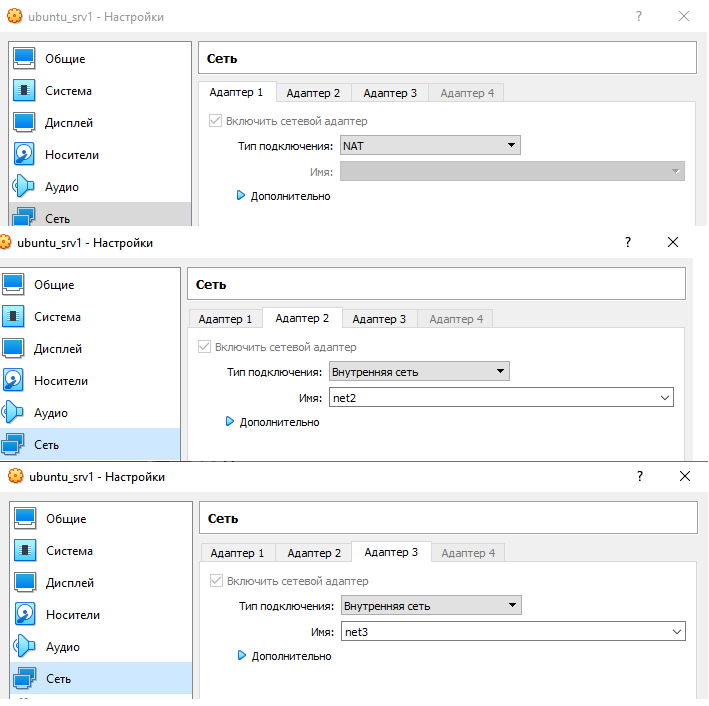 ubuntu_srv1 - Настройки
Общие
Система
Дисплей
Носители
Аудио
Сеть
Сеть
Адаптер 1 Адаптер 2 Адаптер 3 Адаптер 4
Включить сетевой адаптер
Тип подключения: NAT
Имя:
Дополнительно
ubuntu_srv1 - Настройки
Общие
Система
Дисплей
Носители
Аудио
Сеть
Сеть
Адаптер 1 Адаптер 2 Адаптер 3 Адаптер 4
Включить сетевой адаптер
Тип подключения: Внутренняя сеть
Имя: net2
Дополнительно
ubuntu_srv1 - Настройки
Общие
Система
Дисплей
Носители
Аудио
Сеть
Сеть
Адаптер 1 Адаптер 2 Адаптер 3 Адаптер 4
Включить сетевой адаптер
Тип подключения: Внутренняя сеть
Имя: net3
Дополнительно